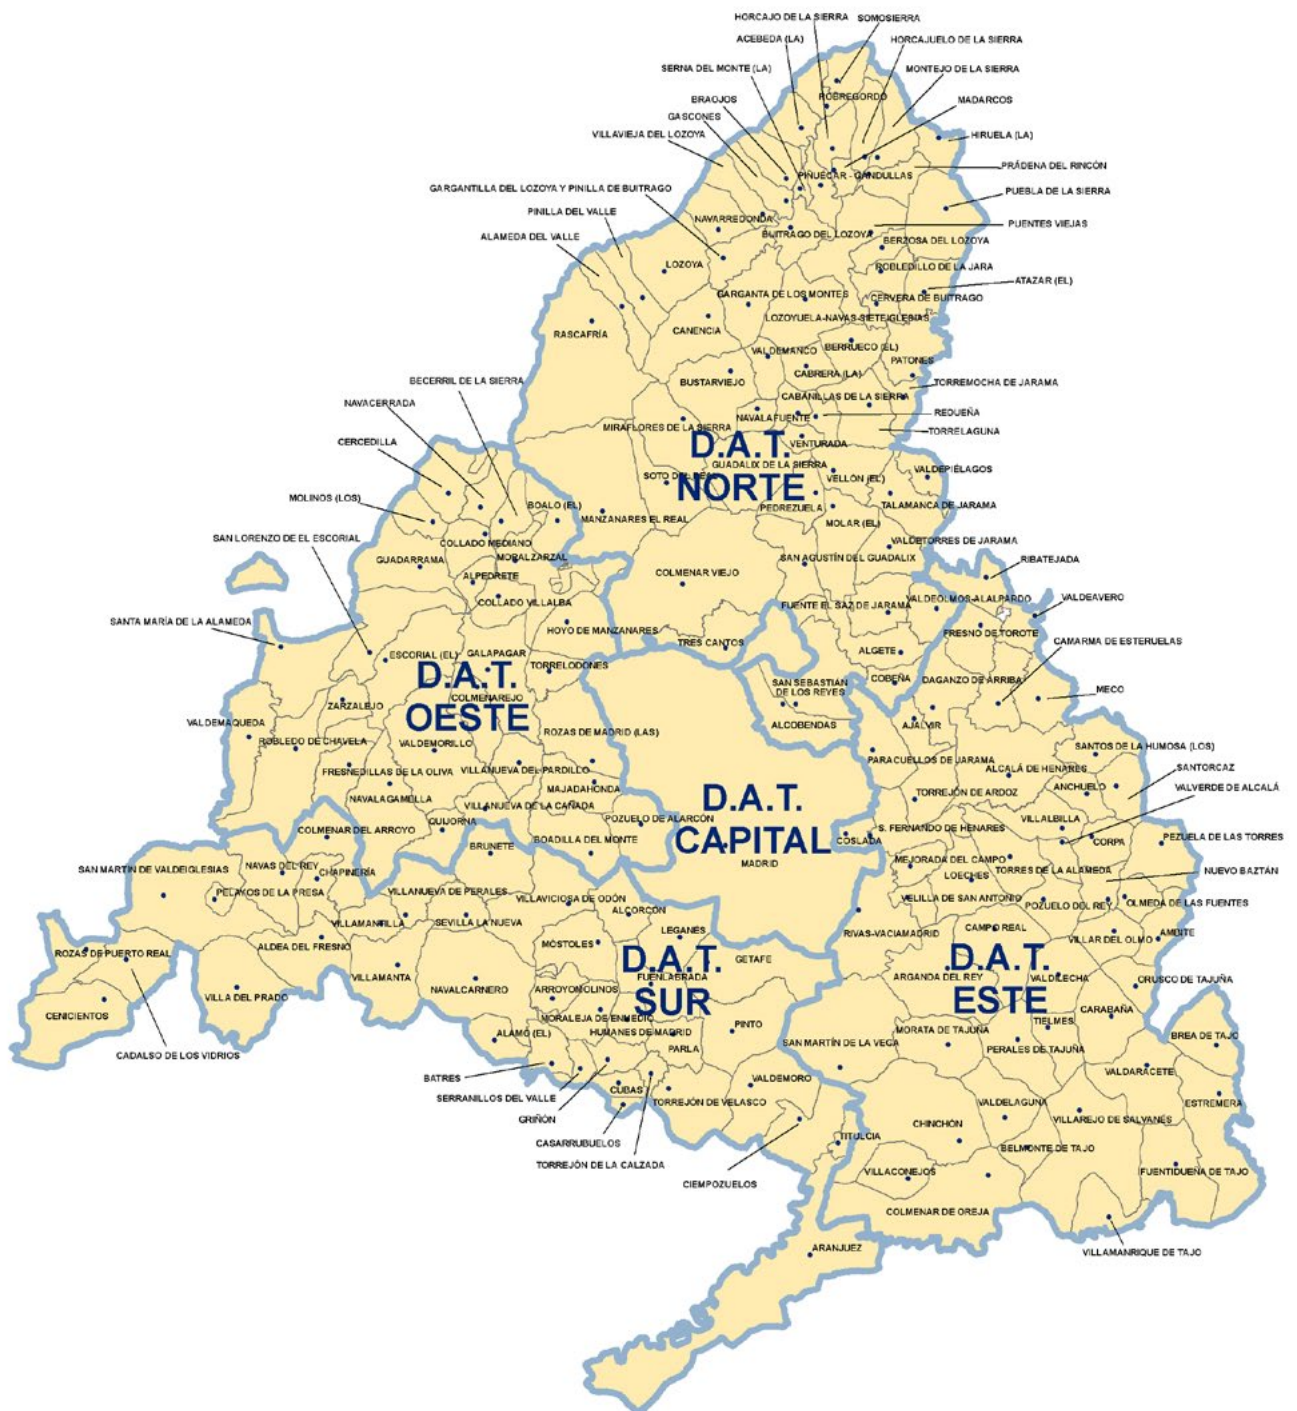 HORCAJO DE LA SIERRA
SOMOSIERRA
ACEBEDA (LA)
HORCAJUELO DE LA SIERRA
SERNA DEL MONTE (LA)
MONTEJO DE LA SIERRA
BRAOJOS
ROBREGORDO
MADARCOS
GASCONES
VILLAVIEJA DEL LOZOYA
HIRUELA (LA)
PRÁDENA DEL RINCÓN
PIÑUECAR - GANDULLAS
GARGANTILLA DEL LOZOYA Y PINILLA DE BUITRAGO
PUEBLA DE LA SIERRA
PINILLA DEL VALLE
NAVARREDONDA
PUENTES VIEJAS
ALAMEDA DEL VALLE
BUITRAGO DEL LOZOYA
BERZOSA DEL LOZOYA
LOZOYA
ROBLEDILLO DE LA JARA
ATAZAR (EL)
GARGANTA DE LOS MONTES
CERVERA DE BUITRAGO
LOZOYUELA-NAVAS-SIETEIGLESIAS
RASCAFRÍA
CANENCIA
VALDEMANCO
BERRUECO (EL)
PATONES
CABRERA (LA)
BECERRIL DE LA SIERRA
BUSTARVIEJO
TORREMOCHA DE JARAMA
NAVACERRADA
CABANILLAS DE LA SIERRA
REDUEÑA
NAVALAFUENTE
MIRAFLORES DE LA SIERRA
TORRELAGUNA
CERCEDILLA
D.A.T.
NORTE
VENTURADA
GUADALIX DE LA SIERRA
VALDEPIÉLAGOS
SOTO DEL REAL
VELLÓN (EL)
MOLINOS (LOS)
BOALO (EL)
PEDREZUELA
TALAMANCA DE JARAMA
MANZANARES EL REAL
MOLAR (EL)
SAN LORENZO DE EL ESCORIAL
COLLADO MEDIANO
VALDETORRES DE JARAMA
GUADARRAMA
MORALZARZAL
SAN AGUSTÍN DEL GUADALIX
RIBATEJADA
ALPEDRETE
COLMENAR VIEJO
COLLADO VILLALBA
FUENTE EL SAZ DE JARAMA
VALDEOLMOS-ALALPARDO
VALDEAVERO
SANTA MARÍA DE LA ALAMEDA
HOYO DE MANZANARES
FRESNO DE TOROTE
TRES CANTOS
CAMARMA DE ESTERUELAS
ESCORIAL (EL)
GALAPAGAR
ALGETE
TORRELODONES
D.A.T.
OESTE
SAN SEBASTIÁN
DE LOS REYES
COBEÑA
DAGANZO DE ARRIBA
MECO
COLMENAREJO
ZARZALEJO
VALDEMAQUEDA
ALCOBENDAS
AJALVIR
ROZAS DE MADRID (LAS)
ROBLEDO DE CHAVELA
VALDEMORILLO
SANTOS DE LA HUMOSA (LOS)
PARACUELLOS DE JARAMA
FRESNEDILLAS DE LA OLIVA
VILLANUEVA DEL PARDILLO
ALCALÁ DE HENARES
SANTORCAZ
MAJADAHONDA
ANCHUELO
NAVALAGAMELLA
D.A.T.
CAPITAL
TORREJÓN DE ARDOZ
VALVERDE DE ALCALÁ
VILLANUEVA DE LA CAÑADA
QUIJORNA
POZUELO DE ALARCÓN
VILLALBILLA
COLMENAR DEL ARROYO
S. FERNANDO DE HENARES
PEZUELA DE LAS TORRES
BOADILLA DEL MONTE
COSLADA
CORPA
BRUNETE
MADRID
MEJORADA DEL CAMPO
SAN MARTÍN DE VALDEIGLESIAS
NAVAS DEL REY
CHAPINERÍA
TORRES DE LA ALAMEDA
NUEVO BAZTÁN
LOECHES
PELAYOS DE LA PRESA
VILLANUEVA DE PERALES
VILLAVICIOSA DE ODÓN
VELILLA DE SAN ANTONIO
POZUELO DEL REY
OLMEDA DE LAS FUENTES
ALCORCÓN
VILLAMANTILLA
SEVILLA LA NUEVA
RIVAS-VACIAMADRID
CAMPO REAL
LEGANÉS
VILLAR DEL OLMO
AMBITE
ALDEA DEL FRESNO
MÓSTOLES
ROZAS DE PUERTO REAL
D.A.T.
SUR
GETAFE
D.A.T.
ESTE
VILLAMANTA
FUENLABRADA
ARGANDA DEL REY
VALDILECHA
ORUSCO DE TAJUÑA
NAVALCARNERO
ARROYOMOLINOS
VILLA DEL PRADO
CARABAÑA
CENICIENTOS
MORALEJA DE ENMEDIO
TIELMES
HUMANES DE MADRID
PINTO
MORATA DE TAJUÑA
BREA DE TAJO
ALAMO (EL)
SAN MARTÍN DE LA VEGA
PARLA
PERALES DE TAJUÑA
CADALSO DE LOS VIDRIOS
VALDARACETE
BATRES
VALDEMORO
CUBAS
SERRANILLOS DEL VALLE
TORREJÓN DE VELASCO
ESTREMERA
VALDELAGUNA
GRIÑÓN
VILLAREJO DE SALVANÉS
CHINCHÓN
CASARRUBUELOS
TITULCIA
BELMONTE DE TAJO
TORREJÓN DE LA CALZADA
VILLACONEJOS
FUENTIDUEÑA DE TAJO
CIEMPOZUELOS
COLMENAR DE OREJA
ARANJUEZ
VILLAMANRIQUE DE TAJO